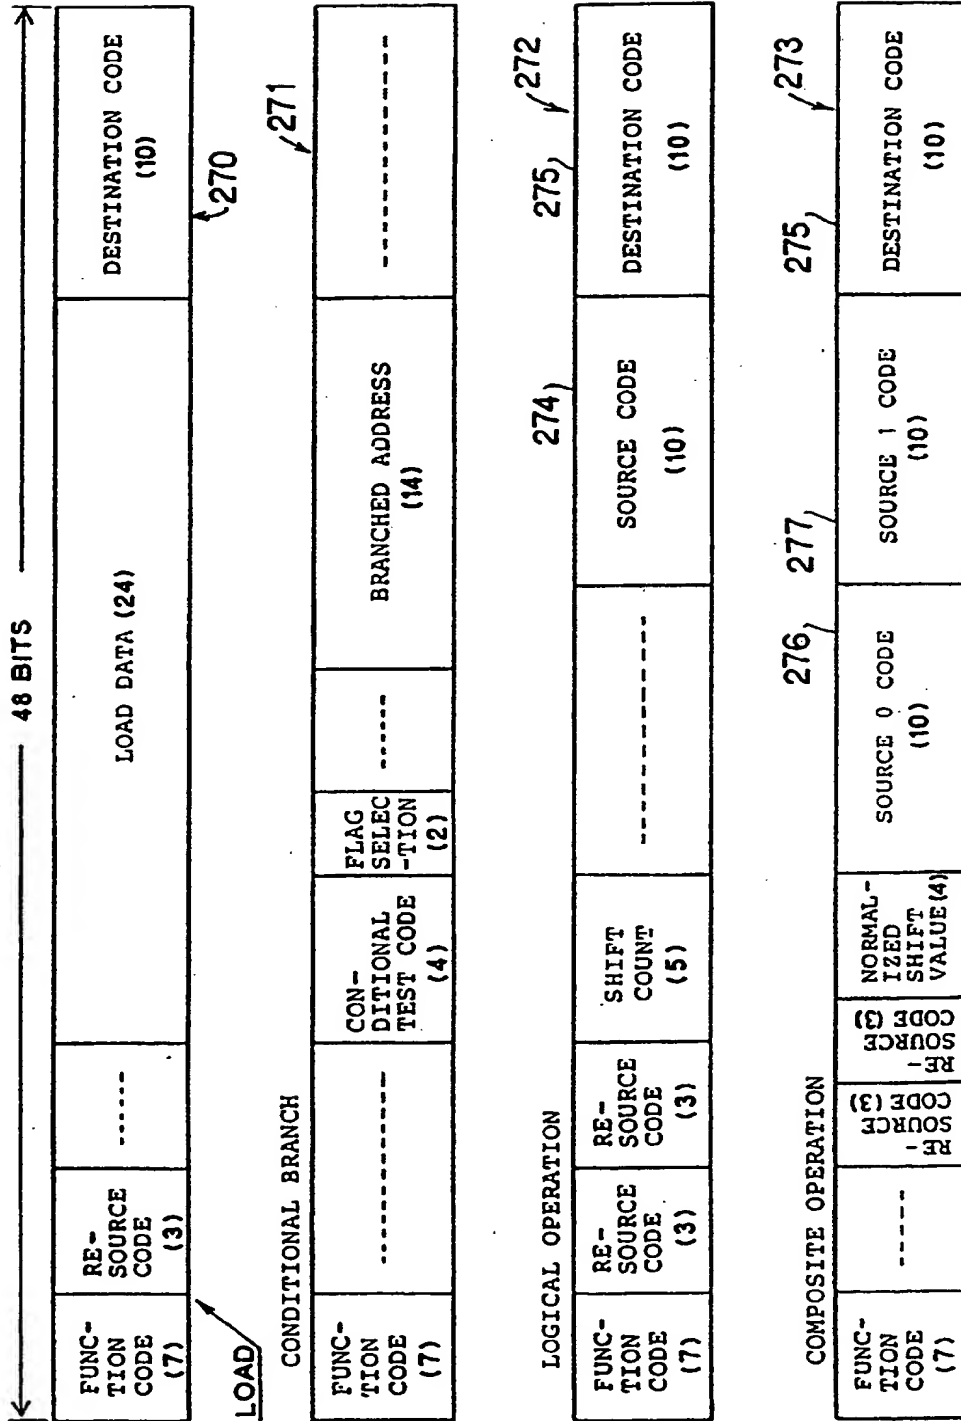 48 BITS
FUNC-
TION
CODE
(7)
RE-
SOURCE
CODE
(3)
------
LOAD DATA (24)
DESTINATION CODE
(10)
LOAD
270
CONDITIONAL BRANCH
271
FUNC-
TION
CODE
(7)
------------
CON-
DITIONAL
TEST CODE
(4)
FLAG
SELEC
-TION
(2)
------
BRANCHED ADDRESS
(14)
--------------
LOGICAL OPERATION
274
275
272
FUNC-
TION
CODE
(7)
RE-
SOURCE
CODE
(3)
RE-
SOURCE
CODE
(3)
SHIFT
COUNT
(5)
--------------
SOURCE CODE
(10)
DESTINATION CODE
(10)
COMPOSITE OPERATION
276
277
275
273
FUNC-
TION
CODE
(7)
-----
RE-
SOURCE
CODE (3)
RE-
SOURCE
CODE (3)
NORMAL-
IZED
SHIFT
VALUE (4)
SOURCE 0 CODE
(10)
SOURCE 1 CODE
(10)
DESTINATION CODE
(10)